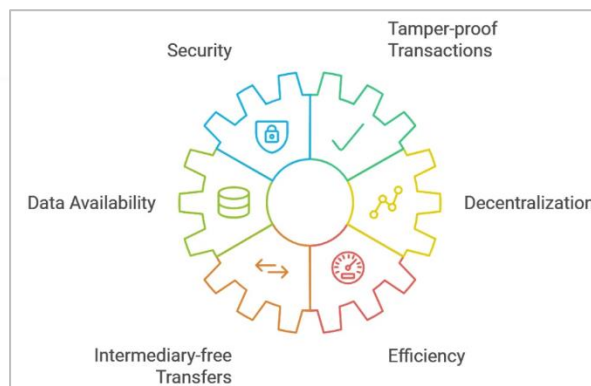 Security
Tamper-proof
Transactions
Data Availability
Decentralization
Intermediary-free
Transfers
Efficiency